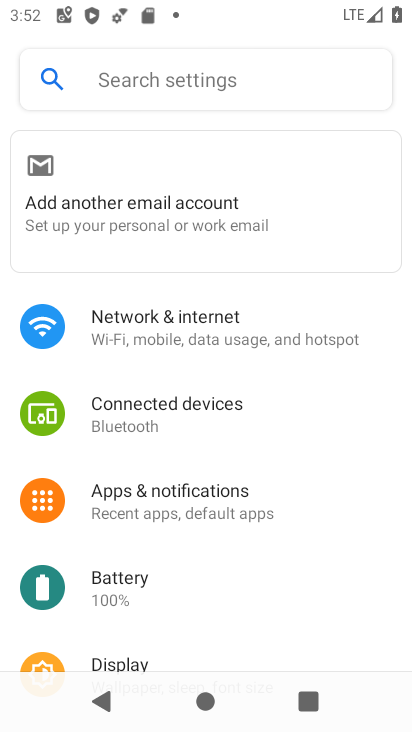 3:52
LTE
Search settings
Add another email account
Set up your personal or work email
Network & internet
Wi-Fi, mobile, data usage, and hotspot
Connected devices
Bluetooth
Apps & notifications
Recent apps, default apps
Battery
100%
Display
Wallpaper, sleep, font size